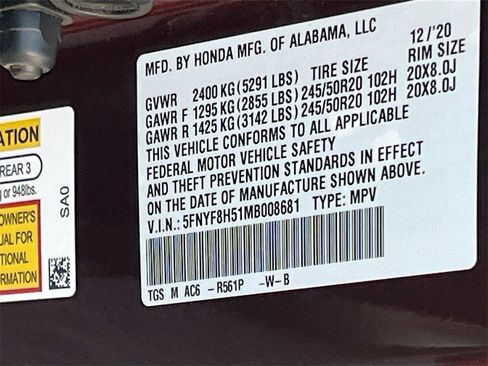 MFD. BY HONDA MFG. OF ALABAMA, LLC 12/'20
TIRE SIZE RIM SIZE
GVWR 2400 KG(5291 LBS)
GAWR F 1295 KG(2855 LBS) 245/50R20 102H 20X8.0J
GAWR R 1425 KG(3142 LBS) 245/50R20 102H 20X8.0J
THIS VEHICLE CONFORMS TO ALL APPLICABLE
FEDERAL MOTOR VEHICLE SAFETY
AND THEFT PREVENTION STANDARDS IN EFFECT
ON THE DATE OF MANUFACTURE SHOWN ABOVE.
V.I.N.: 5FNYF8H51MB008681 TYPE: MPV
TGS M AC6 -R561P -W-B
ATION
REAR 3
g or 948lbs.
OWNER'S
UAL FOR
TIONAL
RMATION
SA0